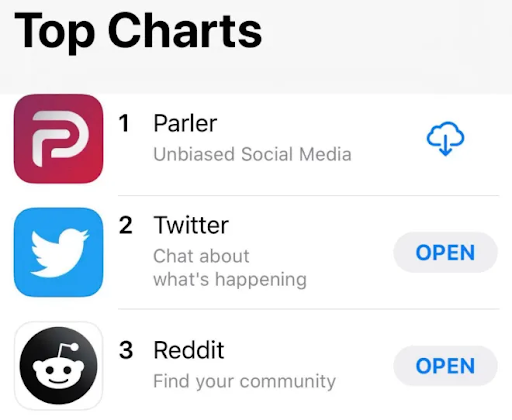 Top Charts
1 Parler
Unbiased Social Media
2 Twitter
Chat about
what's happening
OPEN
3 Reddit
Find your community
OPEN